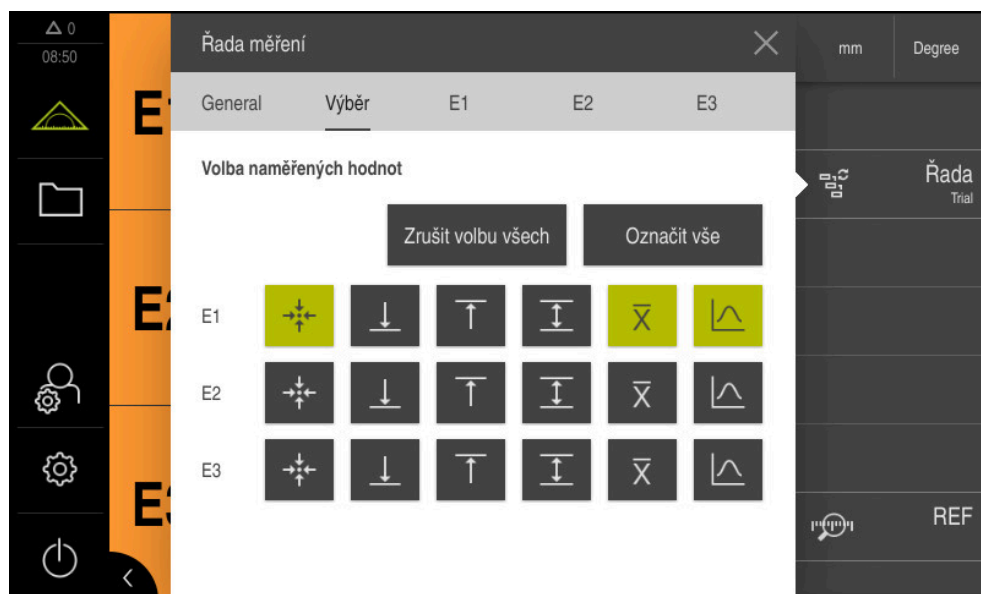 0
08:50
Řada měření
mm
Degree
General
Výběr
E1
E2
E3
Volba naměřených hodnot
Řada
Trial
Zrušit volbu všech
Označit vše
E1
X
E2
X
E3
X
E
E
E
REF